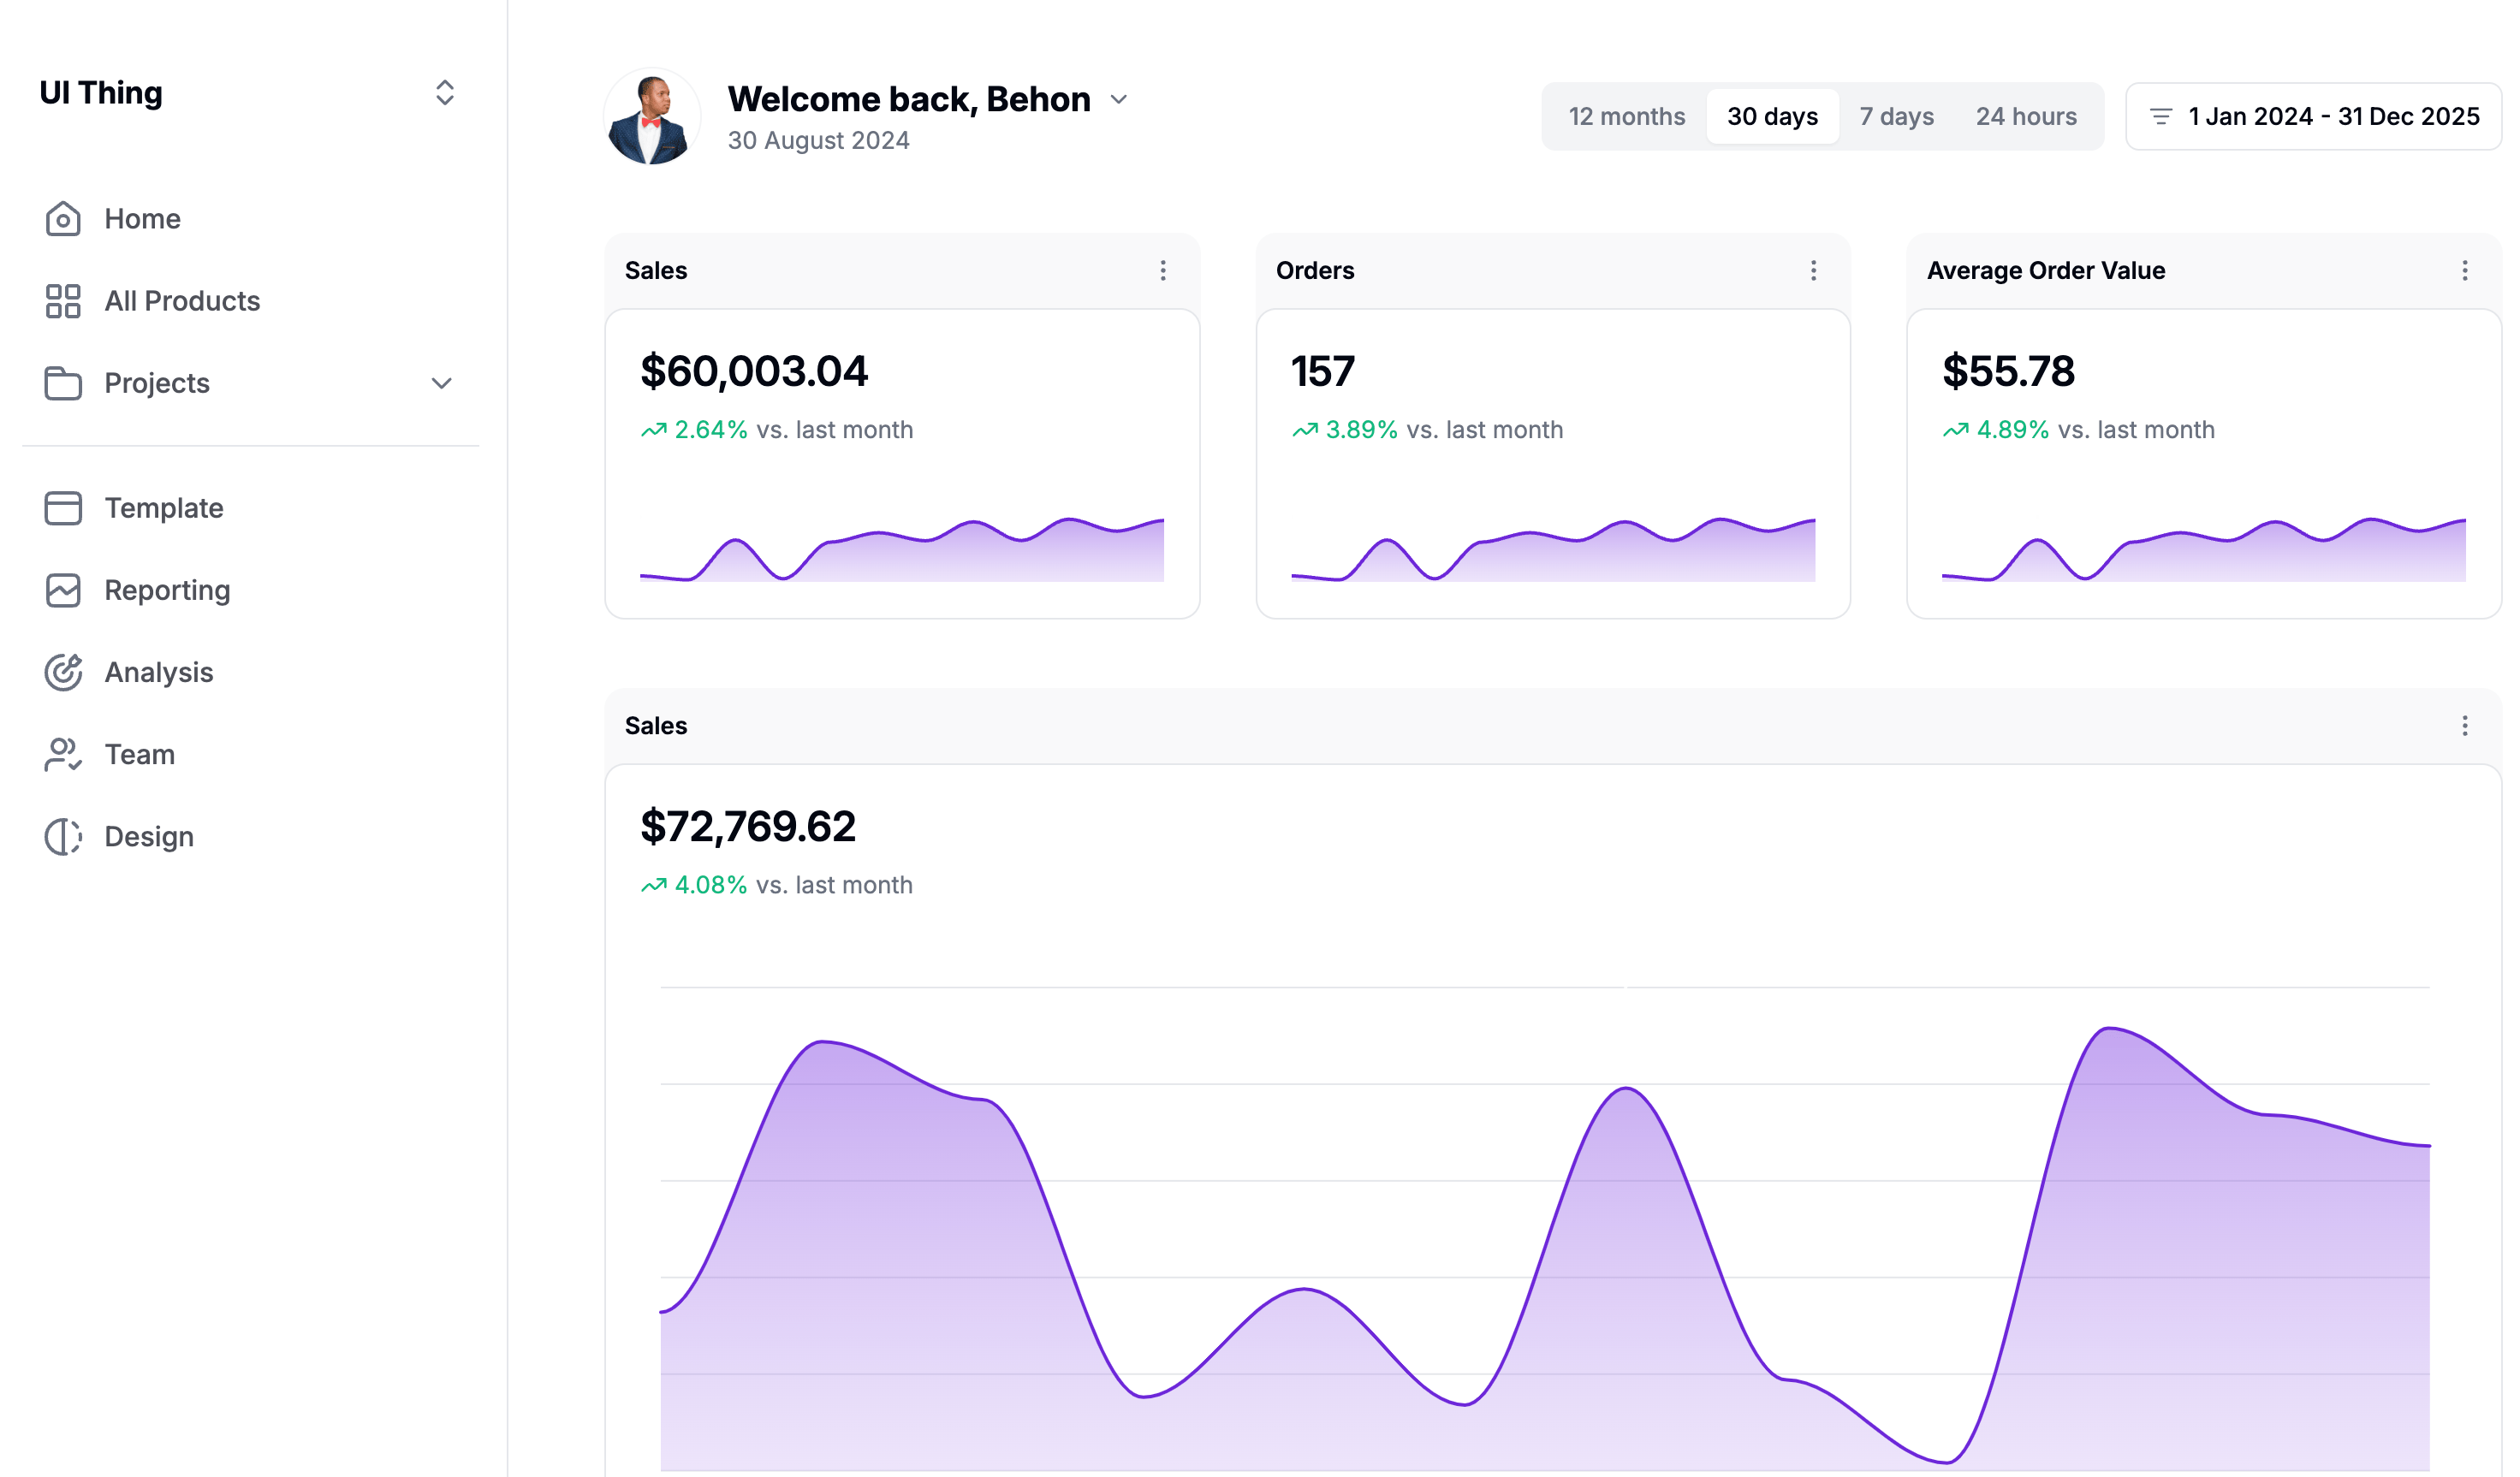 UI Thing
Home
All Products
Projects
Template
Reporting
Analysis
Team
Design
Welcome back, Behon
30 August 2024
12 months 30 days 7 days 24 hours
1 Jan 2024 - 31 Dec 2025
Sales
$60,003.04
2.64% vs. last month
Orders
157
3.89% vs. last month
Average Order Value
$55.78
4.89% vs. last month
Sales
$72,769.62
4.08% vs. last month